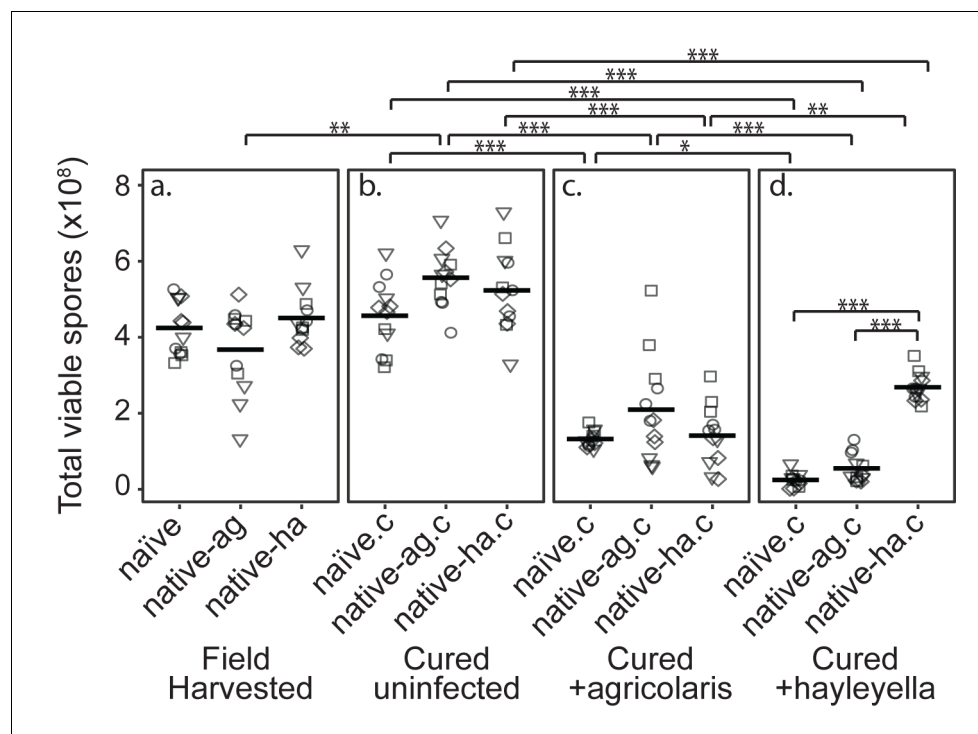 ***
***
***
*** **
** *** ***
*** *
Total viable spores (x10⁸)
a. b. c. d.
8
6
4
2
0
***
***
naïve native-ag native-ha naïve.c native-ag.c native-ha.c naïve.c native-ag.c native-ha.c naïve.c native-ag.c native-ha.c
Field Cured Cured Cured
Harvested uninfected +agricolaris +hayleyella